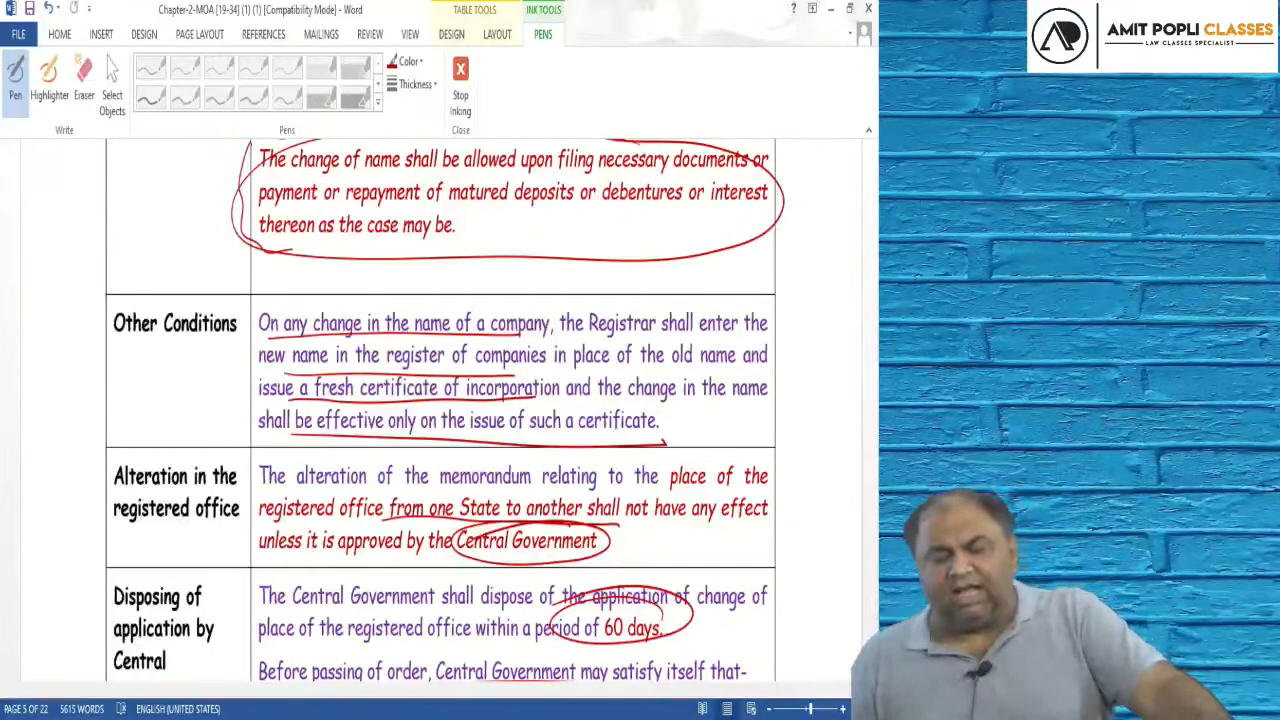 Chapter-2-MOA [19-34] (1) (1) [Compatibility Mode] - Word
TABLE TOOLS
INK TOOLS
FILE HOME INSERT DESIGN PAGE LAYOUT REFERENCES MAILINGS REVIEW VIEW DESIGN LAYOUT PENS
Pen
Highlighter
Eraser
Select Objects
Color
Thickness
Stop Inking
Write
Pens
Close
AMIT POPLI CLASSES
LAW CLASSES SPECIALIST
The change of name shall be allowed upon filing necessary documents or
payment or repayment of matured deposits or debentures or interest
thereon as the case may be.
Other Conditions
On any change in the name of a company, the Registrar shall enter the
new name in the register of companies in place of the old name and
issue a fresh certificate of incorporation and the change in the name
shall be effective only on the issue of such a certificate.
Alteration in the
registered office
The alteration of the memorandum relating to the place of the
registered office from one State to another shall not have any effect
unless it is approved by the Central Government
Disposing of
application by
Central
The Central Government shall dispose of the application of change of
place of the registered office within a period of 60 days.
Before passing of order, Central Government may satisfy itself that-
PAGE 5 OF 22 5615 WORDS ENGLISH (UNITED STATES)